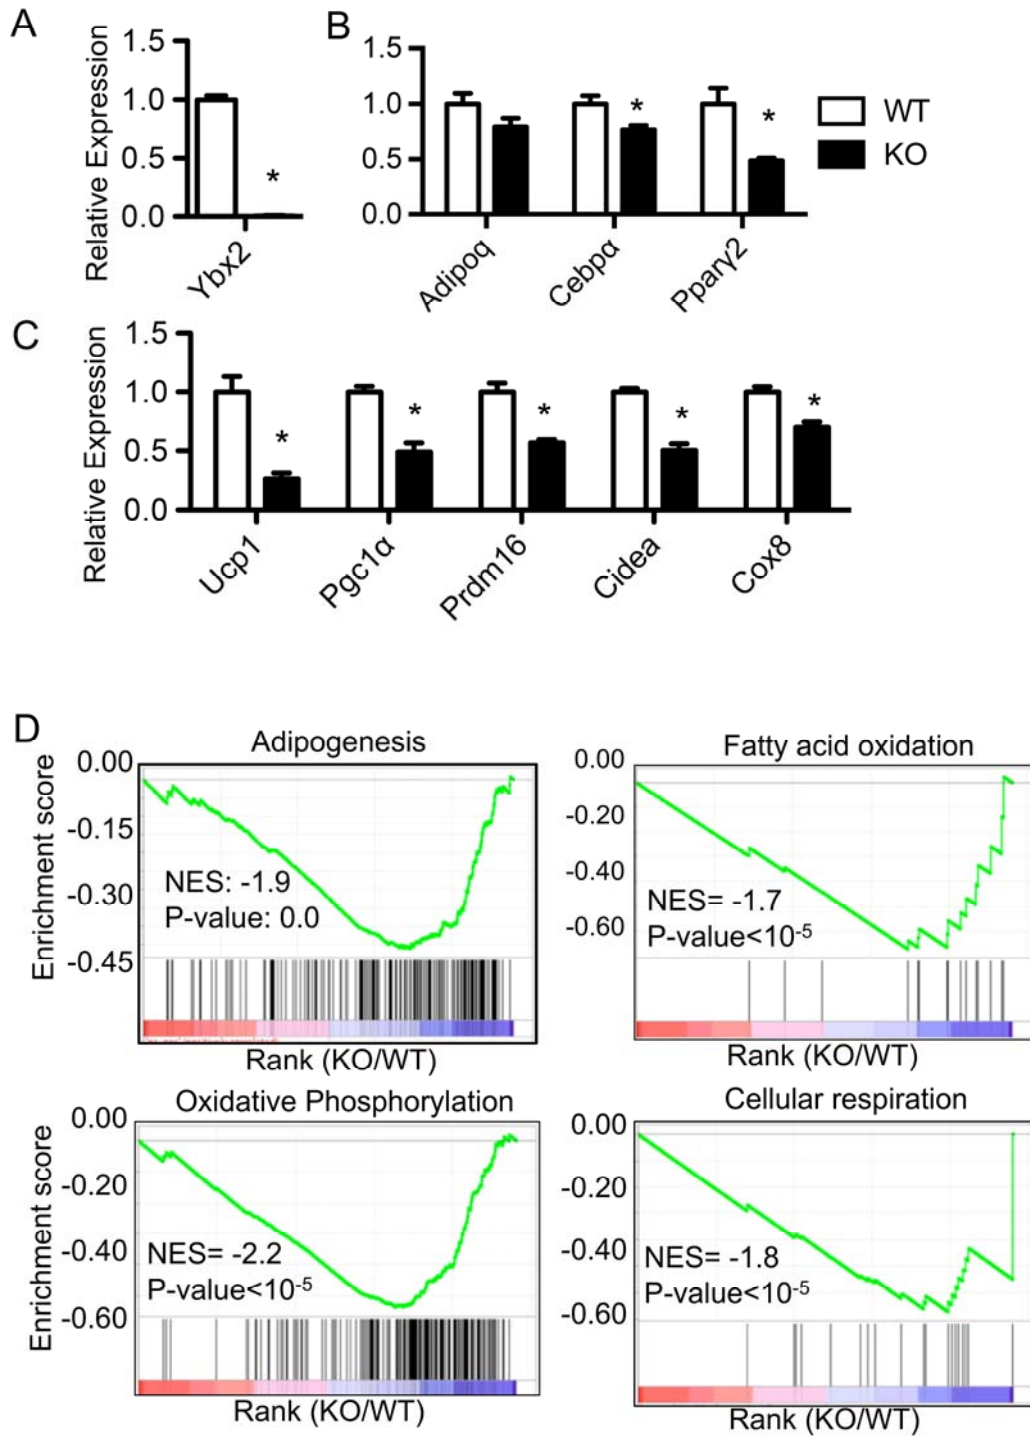 A
Relative Expression
1.5
1.0
0.5
0.0
*
Ybx2
B
1.5
1.0
0.5
0.0
*
*
Adipoq
Cebpα
Pparγ2
WT
KO
C
Relative Expression
1.5
1.0
0.5
0.0
*
*
*
*
*
Ucp1
Pgc1α
Prdm16
Cidea
Cox8
D
Adipogenesis
Enrichment score
0.00
-0.15
-0.30
-0.45
NES: -1.9
P-value: 0.0
Rank (KO/WT)
Fatty acid oxidation
0.00
-0.20
-0.40
-0.60
NES= -1.7
P-value<10⁻⁵
Rank (KO/WT)
Oxidative Phosphorylation
Enrichment score
0.00
-0.20
-0.40
-0.60
NES= -2.2
P-value<10⁻⁵
Rank (KO/WT)
Cellular respiration
0.00
-0.20
-0.40
-0.60
NES= -1.8
P-value<10⁻⁵
Rank (KO/WT)